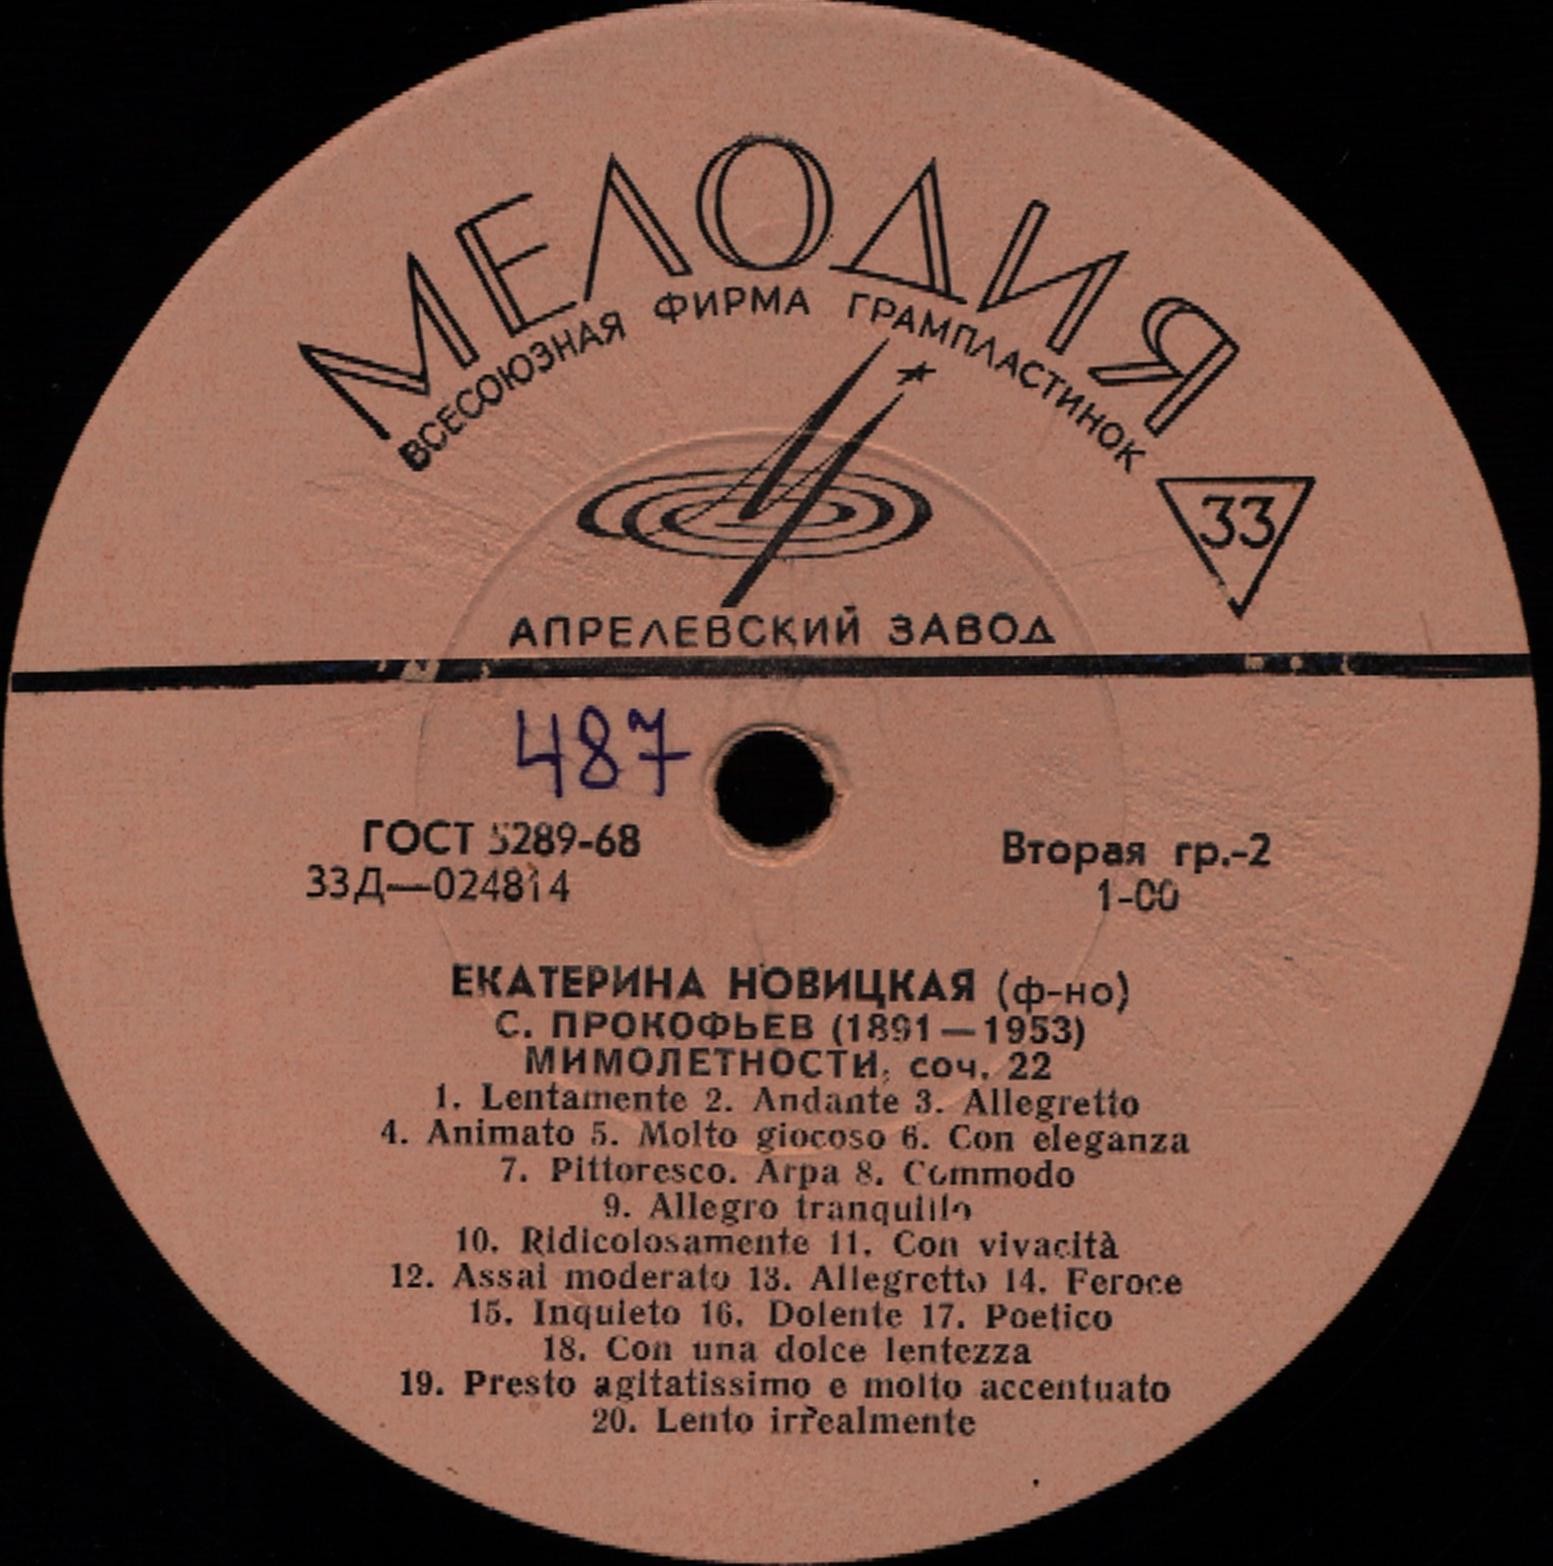 МЕЛОДИЯ
ВСЕСОЮЗНАЯ ФИРМА ГРАМПЛАСТИНОК
33
АПРЕЛЕВСКИЙ ЗАВОД
487
ГОСТ 5289-68
Вторая гр.-2
33Д—024814
1-00
ЕКАТЕРИНА НОВИЦКАЯ (ф-но)
С. ПРОКОФЬЕВ (1891—1953)
МИМОЛЕТНОСТИ, соч. 22
1. Lentamente 2. Andante 3. Allegretto
4. Animato 5. Molto giocoso 6. Con eleganza
7. Pittoresco. Arpa 8. Commodo
9. Allegro tranquillo
10. Ridicolosamente 11. Con vivacità
12. Assai moderato 13. Allegretto 14. Feroce
15. Inquieto 16. Dolente 17. Poetico
18. Con una dolce lentezza
19. Presto agitatissimo e molto accentuato
20. Lento irrealmente